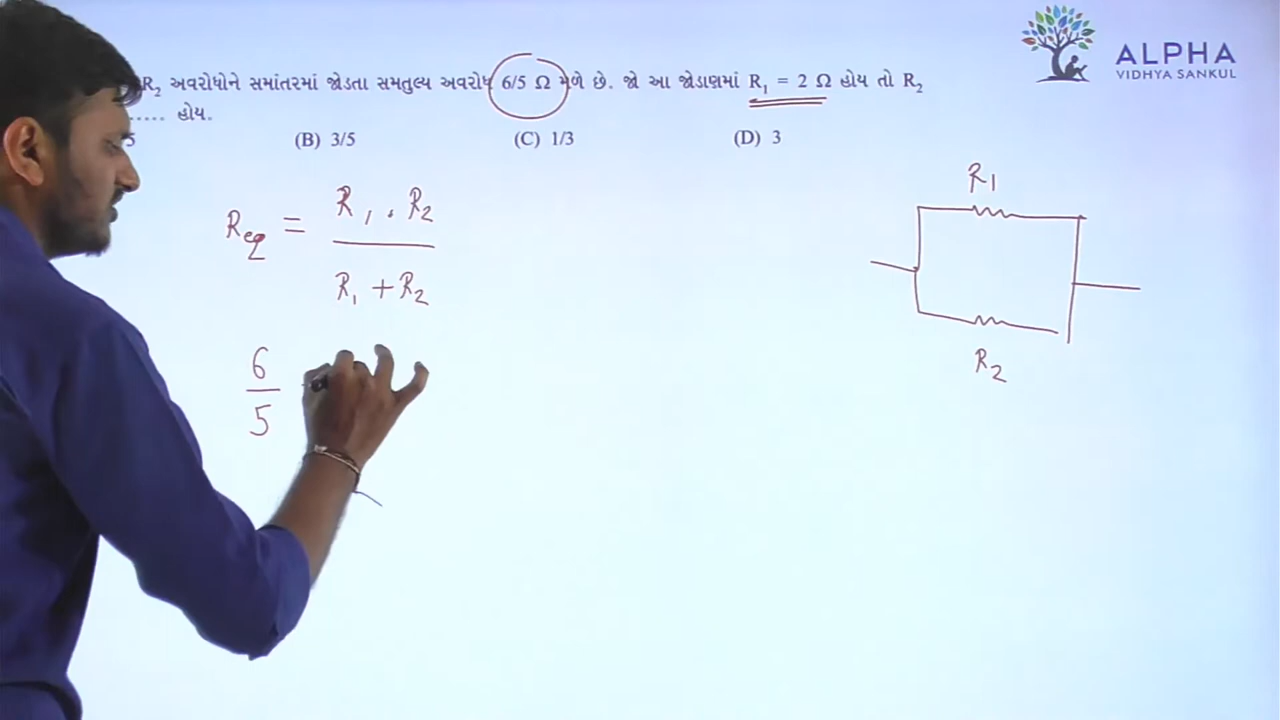 R₂ અવરોધોને સમાંતરમાં જોડતા સમતુલ્ય અવરોધ 6/5 Ω મળે છે. જો આ જોડાણમાં R₁ = 2 Ω હોય તો R₂
..... હોય.
5 (B) 3/5 (C) 1/3 (D) 3
ALPHA
VIDHYA SANKUL
Req = R₁ . R₂ / R₁ + R₂
6/5
R₁
R₂